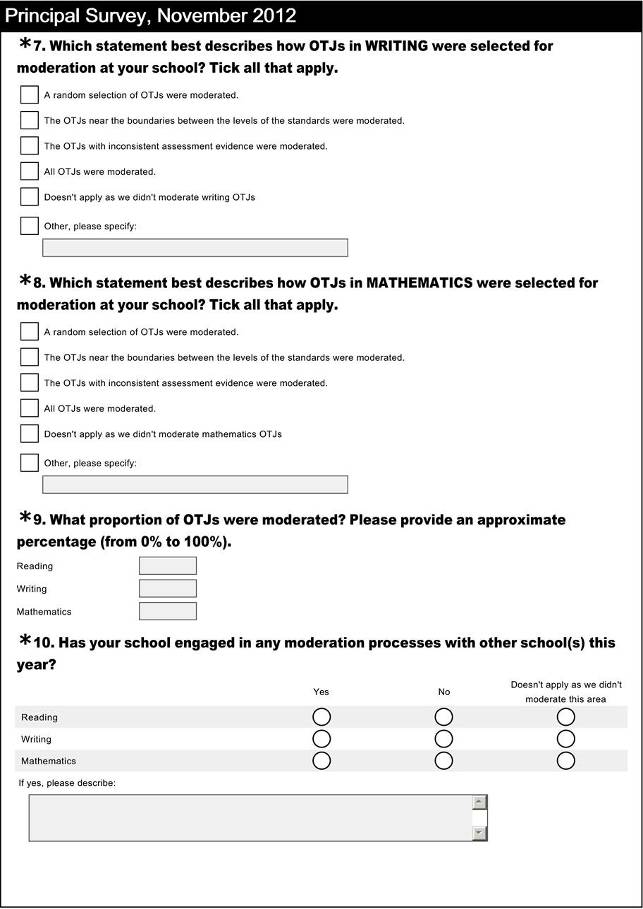 Principal Survey, November 2012
*7. Which statement best describes how OTJs in WRITING were selected for
moderation at your school? Tick all that apply.
A random selection of OTJs were moderated.
The OTJs near the boundaries between the levels of the standards were moderated.
The OTJs with inconsistent assessment evidence were moderated.
All OTJs were moderated.
Doesn't apply as we didn't moderate writing OTJs
Other, please specify:
*8. Which statement best describes how OTJs in MATHEMATICS were selected for
moderation at your school? Tick all that apply.
A random selection of OTJs were moderated.
The OTJs near the boundaries between the levels of the standards were moderated.
The OTJs with inconsistent assessment evidence were moderated.
All OTJs were moderated.
Doesn't apply as we didn't moderate mathematics OTJs
Other, please specify:
*9. What proportion of OTJs were moderated? Please provide an approximate
percentage (from 0% to 100%).
Reading
Writing
Mathematics
*10. Has your school engaged in any moderation processes with other school(s) this
year?
Yes No Doesn't apply as we didn't
moderate this area
Reading
Writing
Mathematics
If yes, please describe: